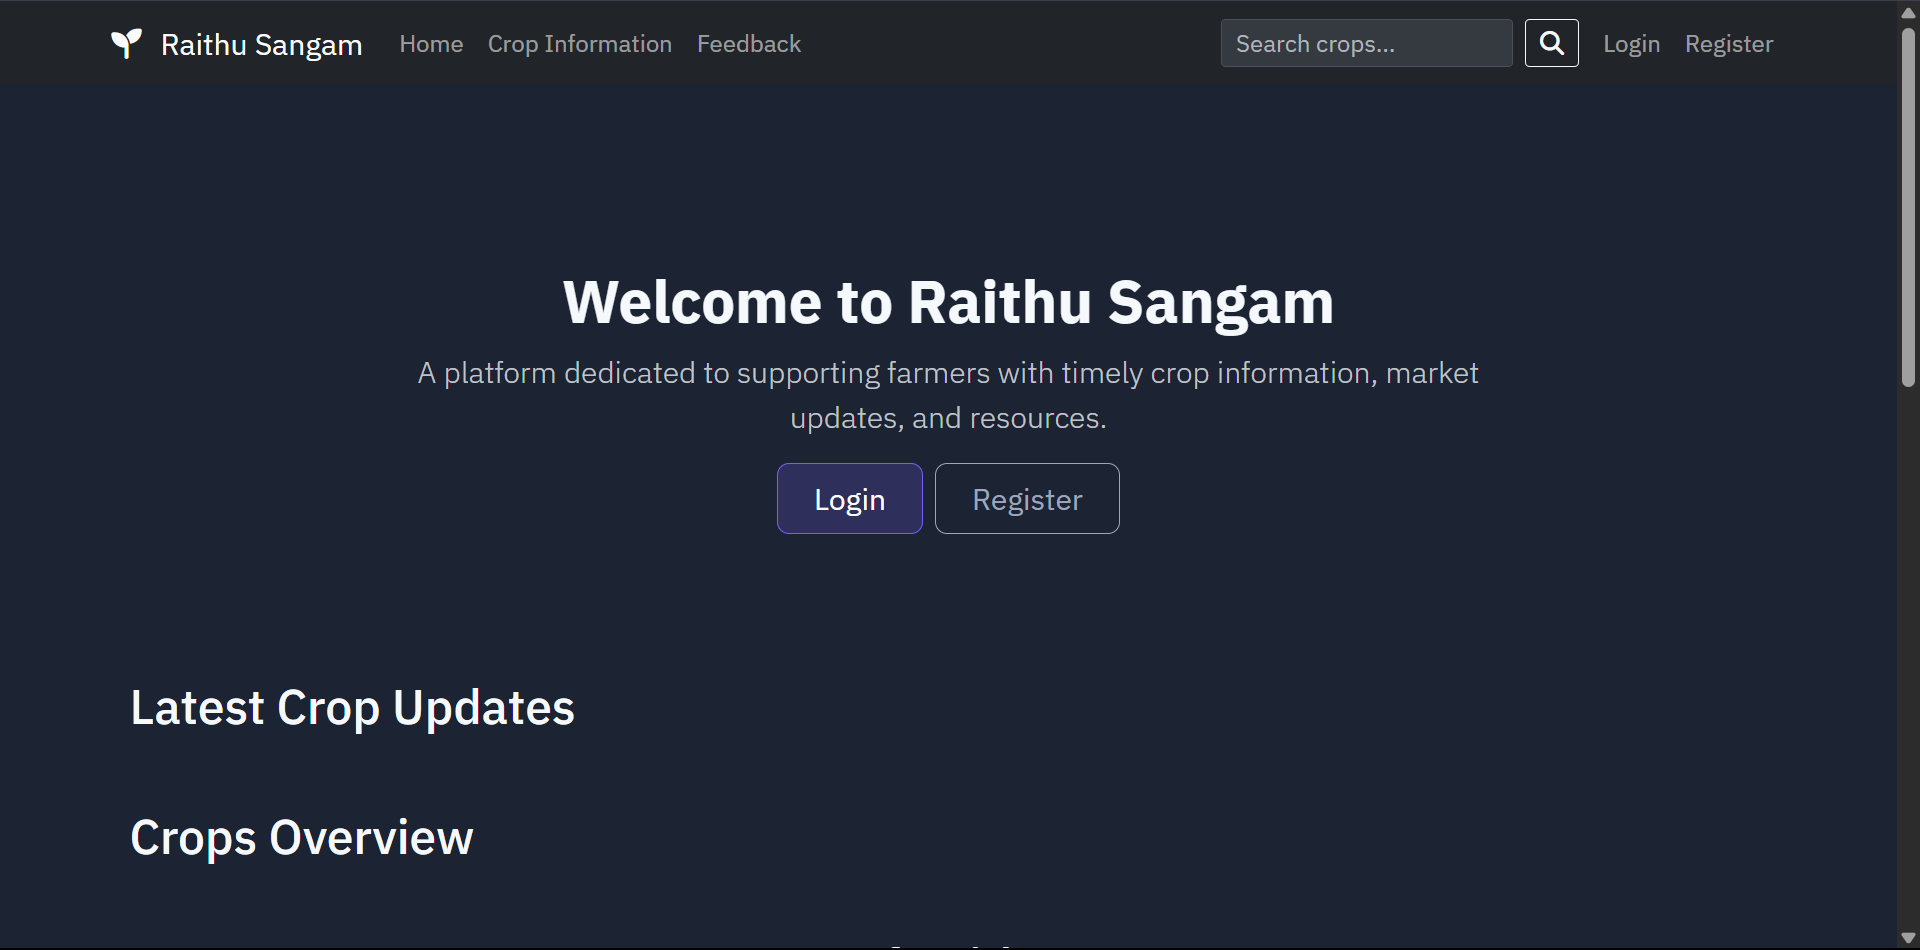 Raithu Sangam Home Crop Information Feedback Search crops... Login Register
Welcome to Raithu Sangam
A platform dedicated to supporting farmers with timely crop information, market
updates, and resources.
Login Register
Latest Crop Updates
Crops Overview